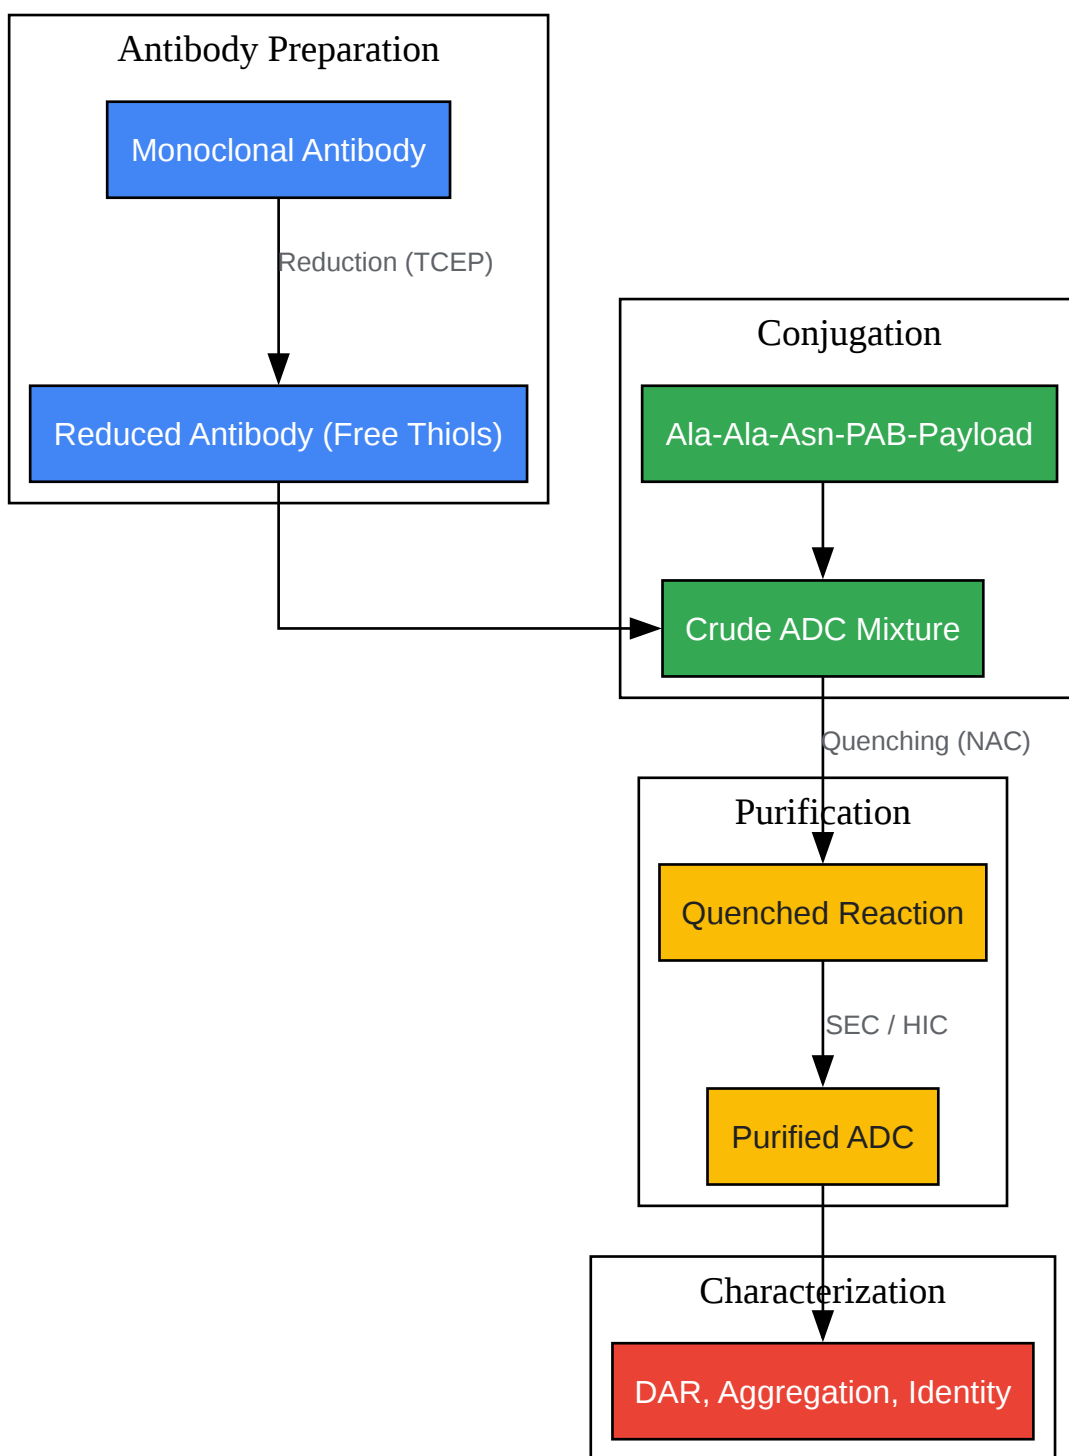 Antibody Preparation
Monoclonal Antibody
Reduction (TCEP)
Reduced Antibody (Free Thiols)
Conjugation
Ala-Ala-Asn-PAB-Payload
Crude ADC Mixture
Quenching (NAC)
Purification
Quenched Reaction
SEC / HIC
Purified ADC
Characterization
DAR, Aggregation, Identity